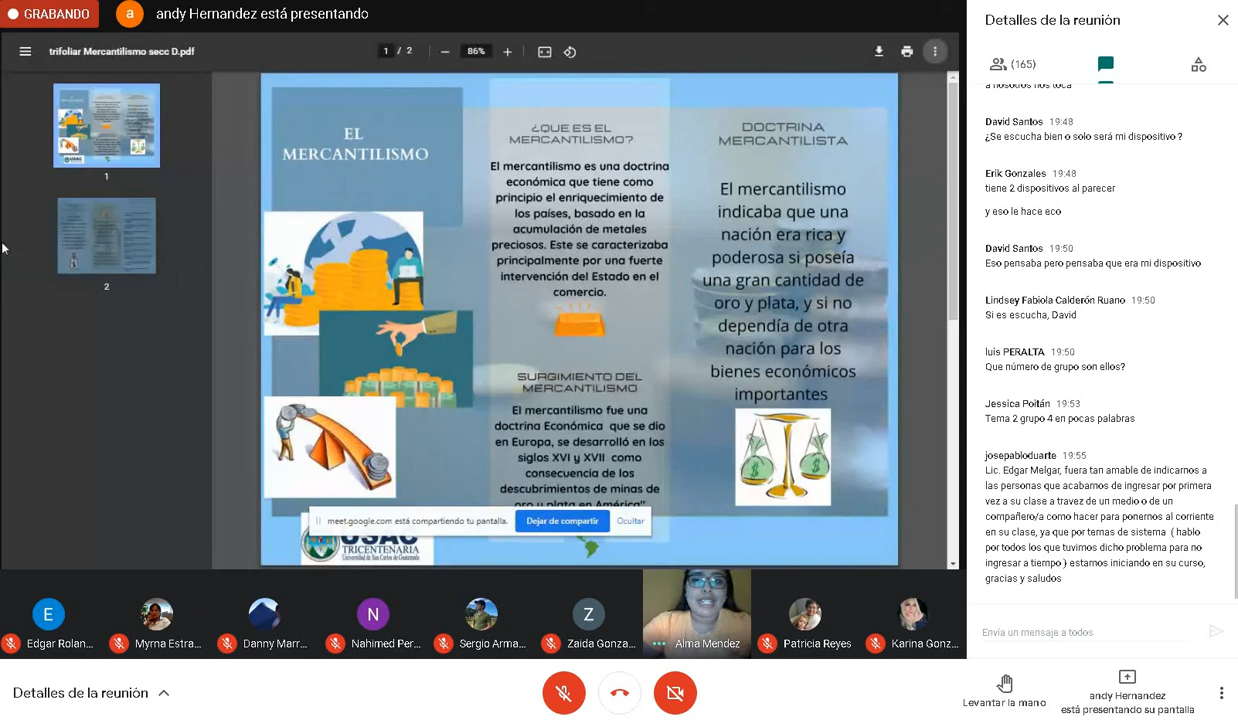 GRABANDO
a
andy Hernandez está presentando
trifoliar Mercantilismo secc D.pdf
1 / 2
86%
1
2
EL
MERCANTILISMO
¿QUE ES EL
MERCANTILISMO?
El mercantilismo es una doctrina
económica que tiene como
principio el enriquecimiento de
los países, basado en la
acumulación de metales
preciosos. Este se caracterizaba
principalmente por una fuerte
intervención del Estado en el
comercio.
SURGIMIENTO DEL
MERCANTILISMO
El mercantilismo fue una
doctrina Económica que se dio
en Europa, se desarrolló en los
siglos XVI y XVII como
consecuencia de los
descubrimientos de minas de
oro y plata en América"
DOCTRINA
MERCANTILISTA
El mercantilismo
indicaba que una
nación era rica y
poderosa si poseía
una gran cantidad de
oro y plata, y si no
dependía de otra
nación para los
bienes económicos
importantes
meet.google.com está compartiendo tu pantalla.
Dejar de compartir
Ocultar
USAC
TRICENTENARIA
Universidad de San Carlos de Guatemala
E
Edgar Rolan...
Myrna Estra...
Danny Marr...
N
Nahimed Per...
Sergio Arma...
Z
Zaida Gonza...
Alma Mendez
Patricia Reyes
Karina Gonz...
Detalles de la reunión
Detalles de la reunión
(165)
a nosotros nos toca
David Santos 19:48
¿Se escucha bien o solo será mi dispositivo ?
Erik Gonzales 19:48
tiene 2 dispositivos al parecer
y eso le hace eco
David Santos 19:50
Eso pensaba pero pensaba que era mi dispositivo
Lindsey Fabiola Calderón Ruano 19:50
Si es escucha, David
luis PERALTA 19:50
Que número de grupo son ellos?
Jessica Poitán 19:53
Tema 2 grupo 4 en pocas palabras
josepabloduarte 19:55
Lic. Edgar Melgar, fuera tan amable de indicarnos a
las personas que acabamos de ingresar por primera
vez a su clase a travez de un medio o de un
compañero/a como hacer para ponernos al corriente
en su clase, ya que por temas de sistema ( hablo
por todos los que tuvimos dicho problema para no
ingresar a tiempo ) estamos iniciando en su curso,
gracias y saludos
Envía un mensaje a todos
Levantar la mano
andy Hernandez
está presentando su pantalla